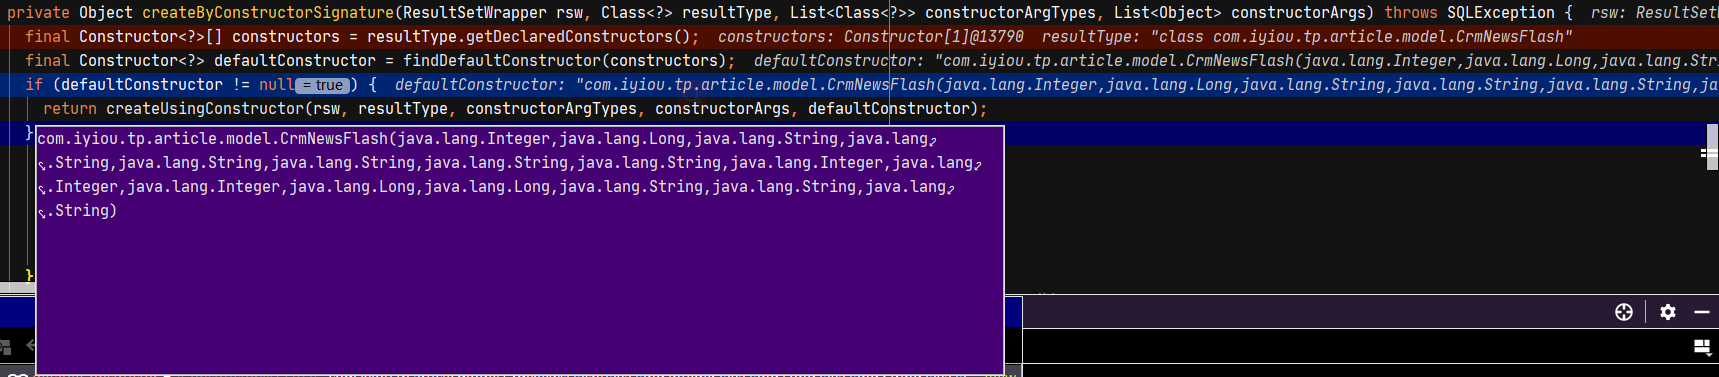 private Object createByConstructorSignature(ResultSetWrapper rsw, Class<?> resultType, List<Class<?>> constructorArgTypes, List<Object> constructorArgs) throws SQLException {  rsw: ResultSet
final Constructor<?>[] constructors = resultType.getDeclaredConstructors();  constructors: Constructor[1]@13790  resultType: "class com.iyiou.tp.article.model.CrmNewsFlash"
final Constructor<?> defaultConstructor = findDefaultConstructor(constructors);  defaultConstructor: "com.iyiou.tp.article.model.CrmNewsFlash(java.lang.Integer,java.lang.Long,java.lang.Str
if (defaultConstructor != null = true ) {  defaultConstructor: "com.iyiou.tp.article.model.CrmNewsFlash(java.lang.Integer,java.lang.Long,java.lang.String,java.lang.String,java.lang.String,ja
return createUsingConstructor(rsw, resultType, constructorArgTypes, constructorArgs, defaultConstructor);
}
com.iyiou.tp.article.model.CrmNewsFlash(java.lang.Integer,java.lang.Long,java.lang.String,java.lang
.String,java.lang.String,java.lang.String,java.lang.String,java.lang.String,java.lang.Integer,java.lang
.Integer,java.lang.Integer,java.lang.Long,java.lang.Long,java.lang.String,java.lang.String,java.lang
.String)
}